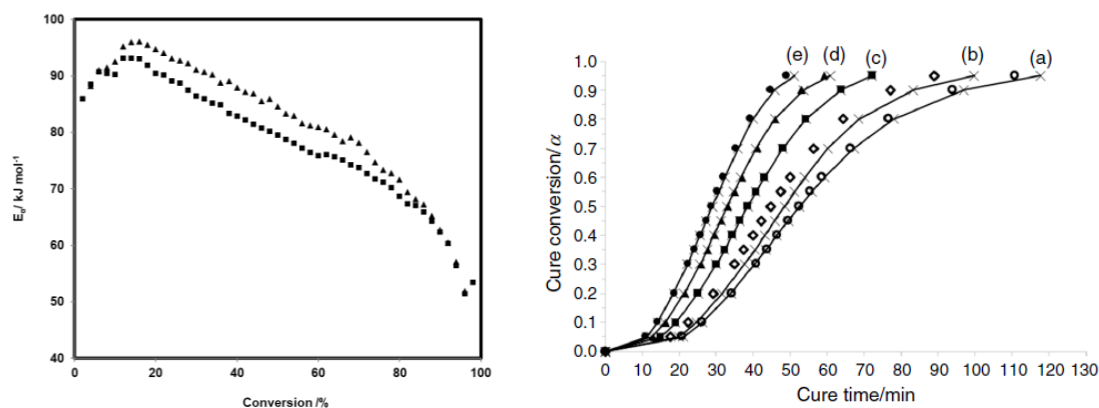 100
90
80
70
60
50
40
0 20 40 60 80 100
Eₐ/ kJ mol⁻¹
Conversion /%
1.0
0.9
0.8
0.7
0.6
0.5
0.4
0.3
0.2
0.1
0.0
0 10 20 30 40 50 60 70 80 90 100 110 120 130
Cure conversion/α
Cure time/min
(e) (d) (c) (b) (a)